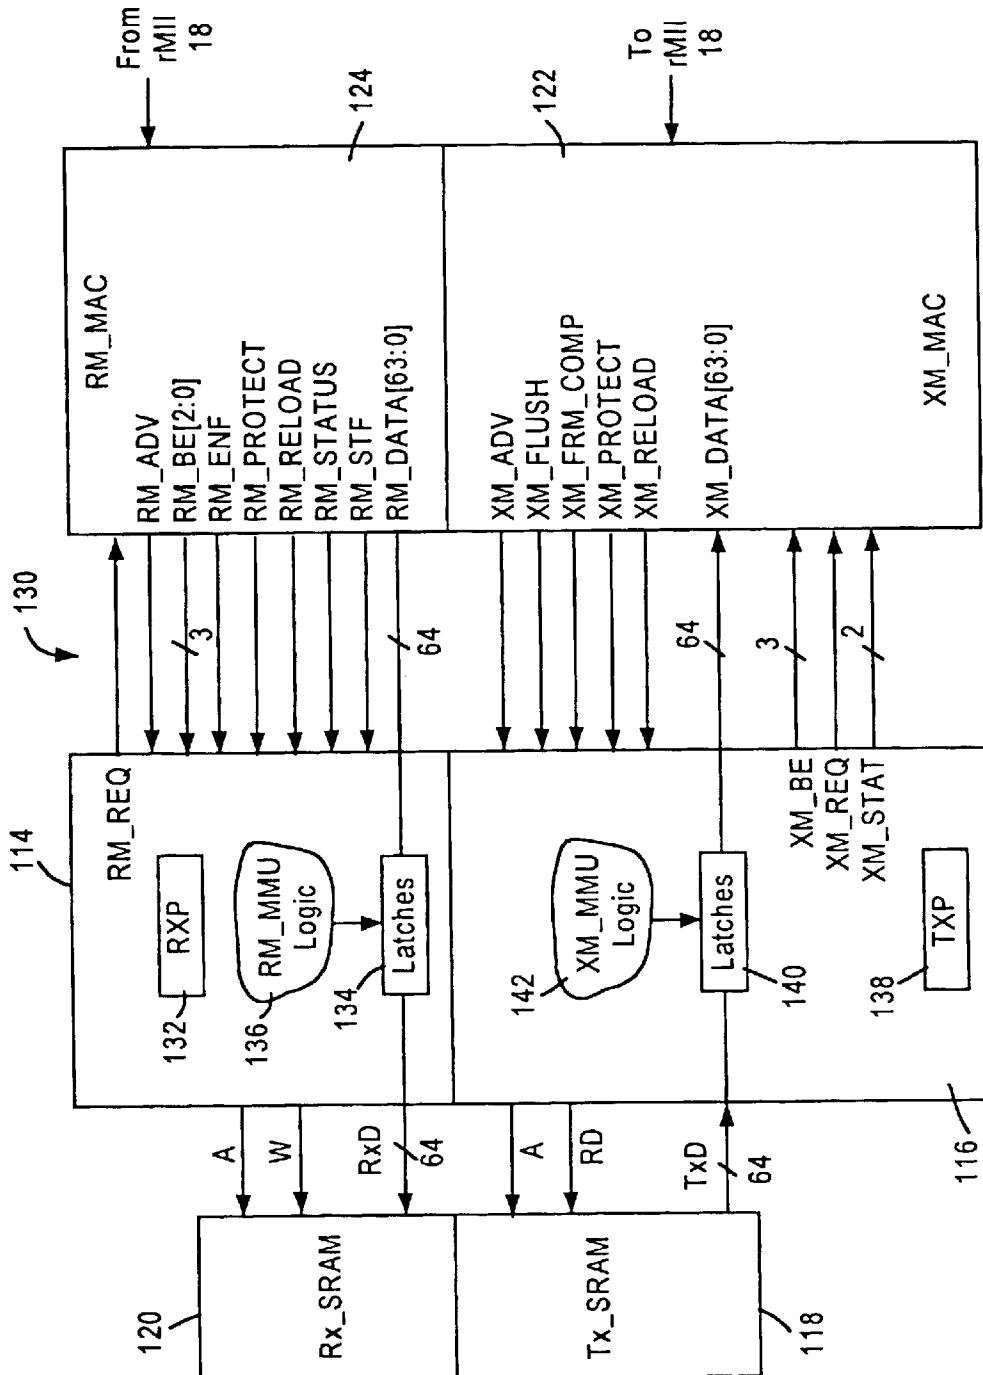 From
rMII
18
To
rMII
18
124
122
RM_MAC
RM_ADV
RM_BE[2:0]
RM_ENF
RM_PROTECT
RM_RELOAD
RM_STATUS
RM_STF
RM_DATA[63:0]
XM_ADV
XM_FLUSH
XM_FRM_COMP
XM_PROTECT
XM_RELOAD
XM_DATA[63:0]
XM_MAC
130
3
64
64
3
2
114
RM_REQ
RXP
132
RM_MMU
Logic
136
Latches
134
XM_MMU
Logic
142
Latches
140
XM_BE
XM_REQ
XM_STAT
TXP
138
116
A
W
RxD
64
A
RD
TxD
64
Rx_SRAM
120
Tx_SRAM
118